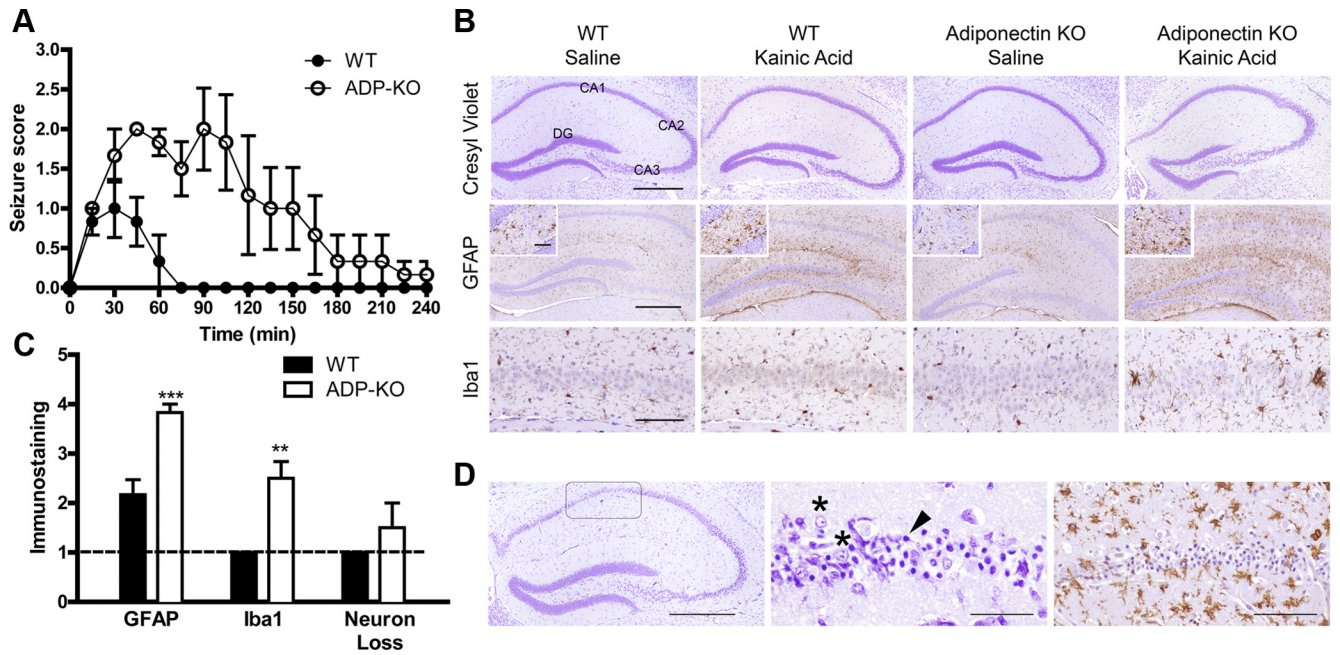 A
3.0
2.5
2.0
1.5
1.0
0.5
0.0
Seizure score
0 30 60 90 120 150 180 210 240
Time (min)
WT
ADP-KO
B
WT
Saline
WT
Kainic Acid
Adiponectin KO
Saline
Adiponectin KO
Kainic Acid
Cresyl Violet
CA1
CA2
DG
CA3
GFAP
Iba1
C
5
4
3
2
1
0
Immunostaining
WT
ADP-KO
***
**
GFAP
Iba1
Neuron
Loss
D
*
*